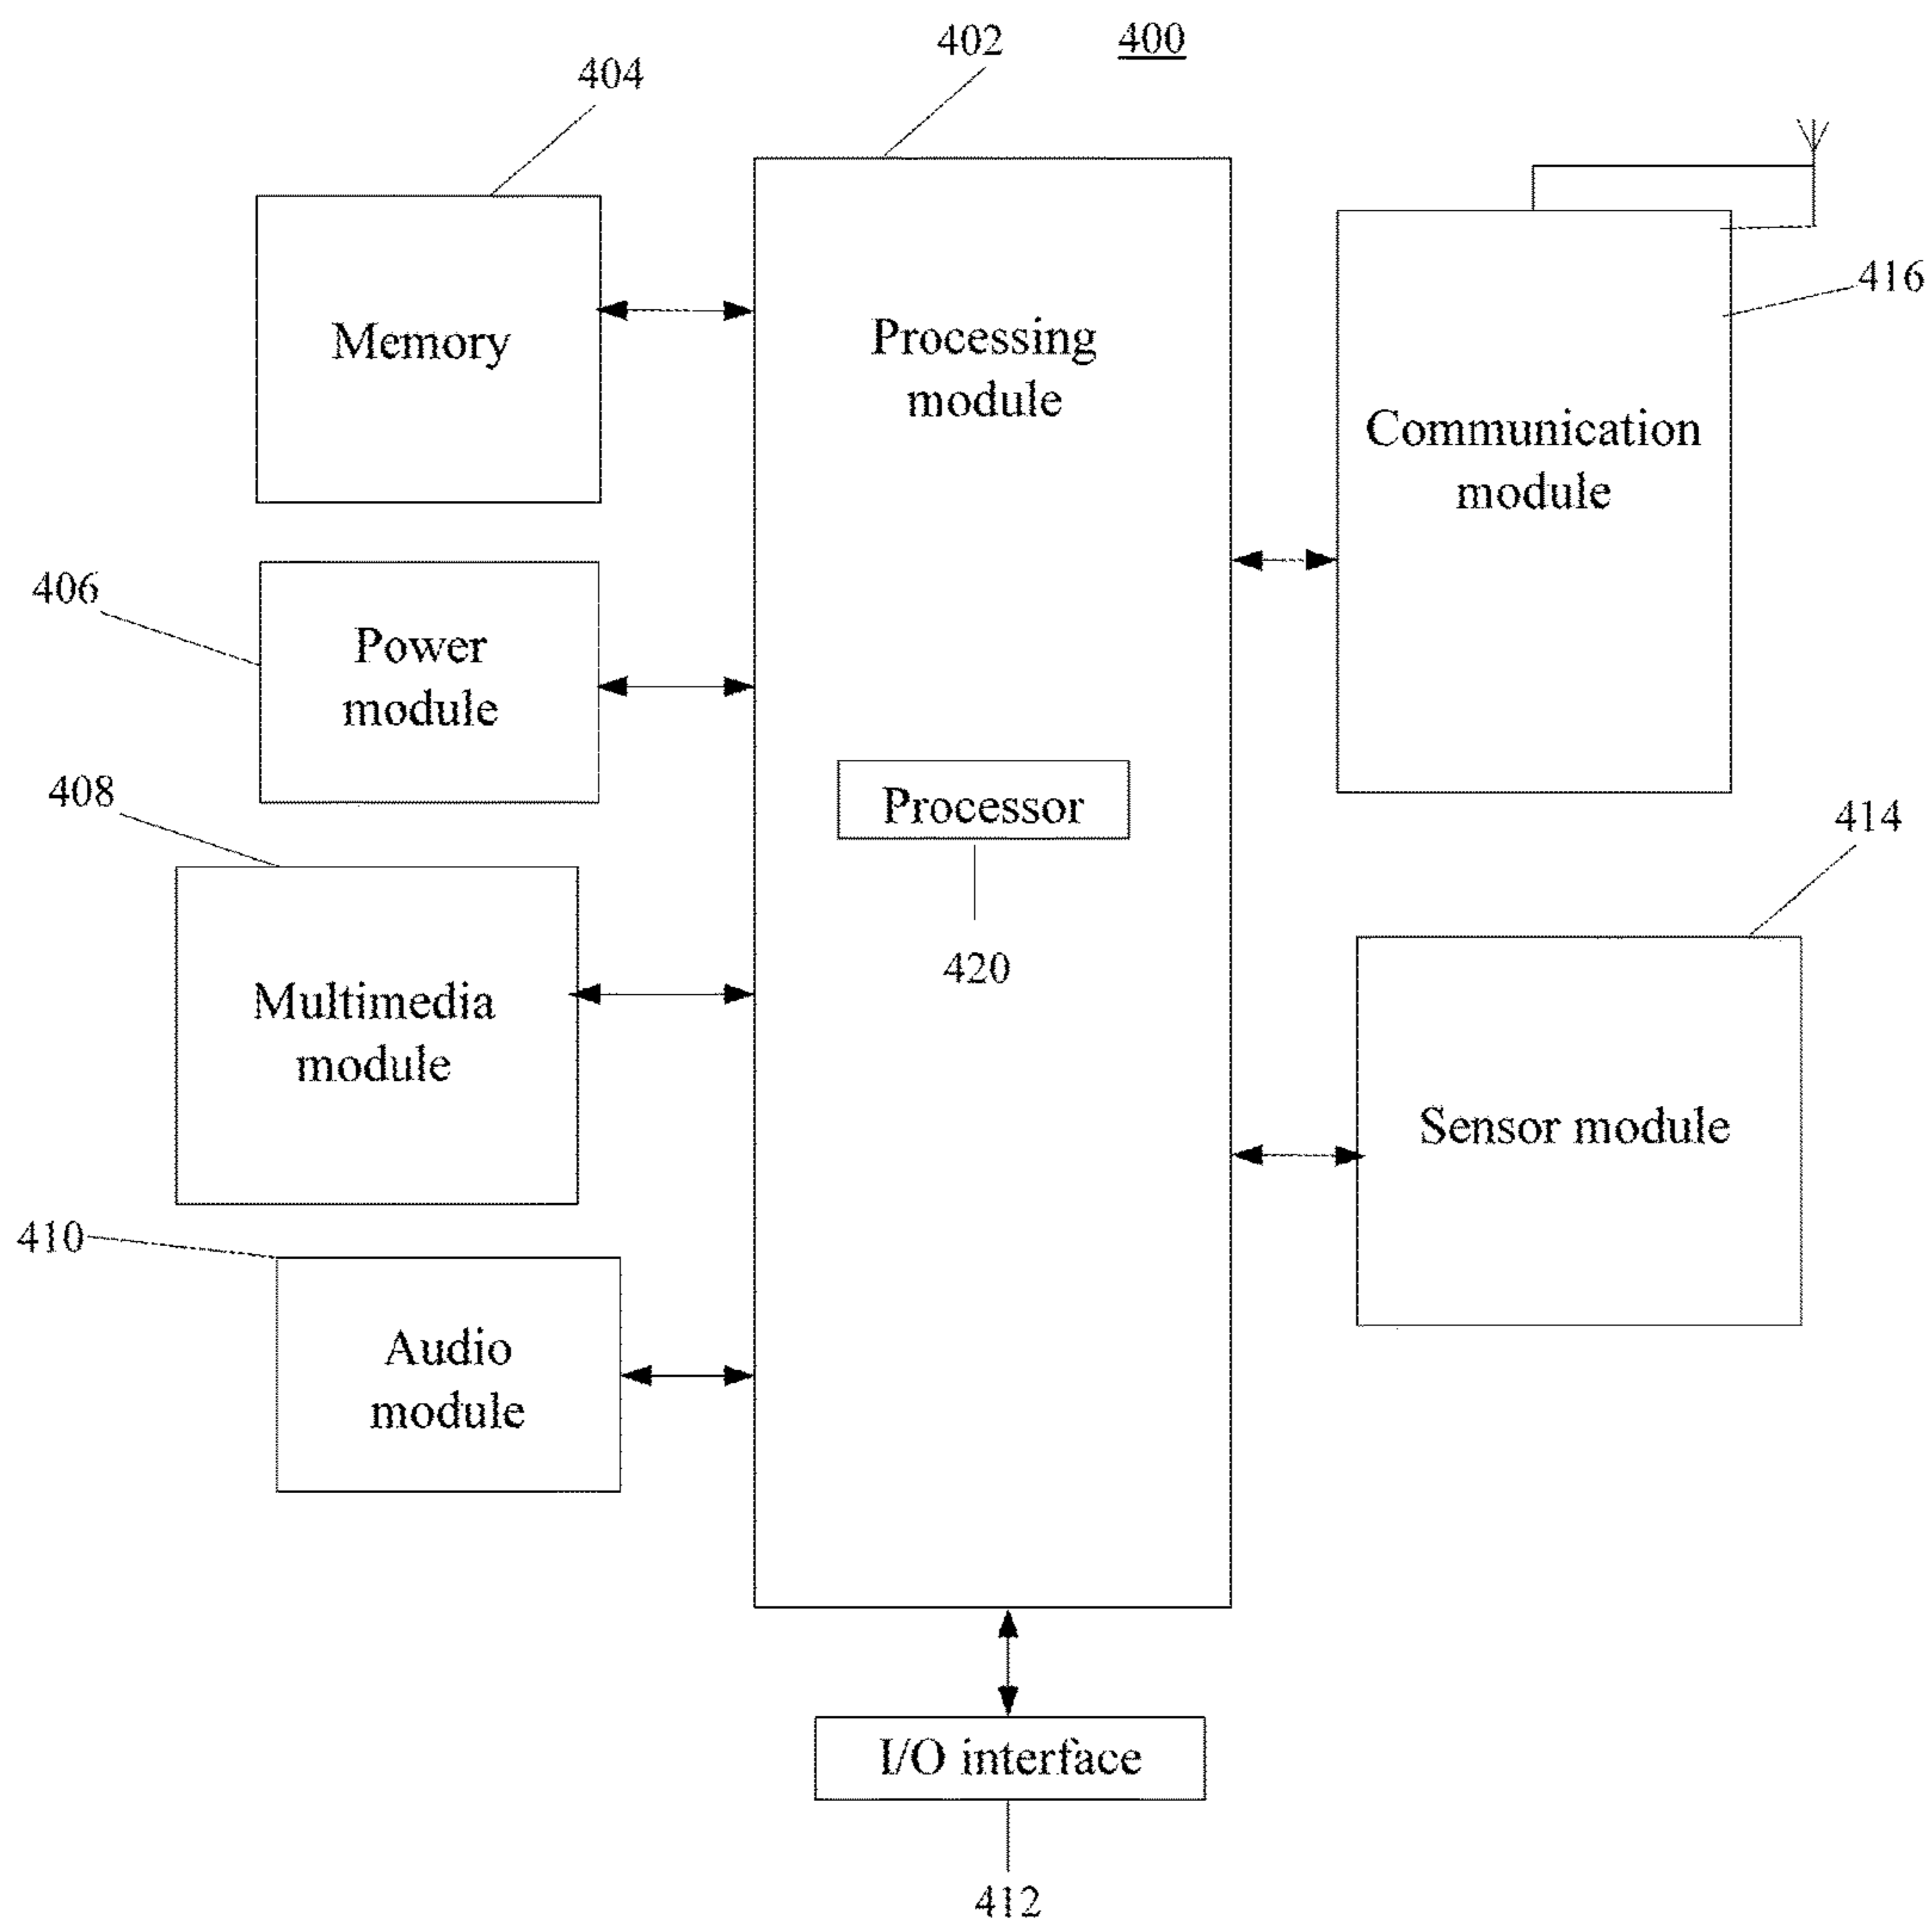 402
400
404
416
Memory
Processing
module
Communication
module
406
Power
module
408
Processor
414
420
Multimedia
module
Sensor module
410
Audio
module
I/O interface
412